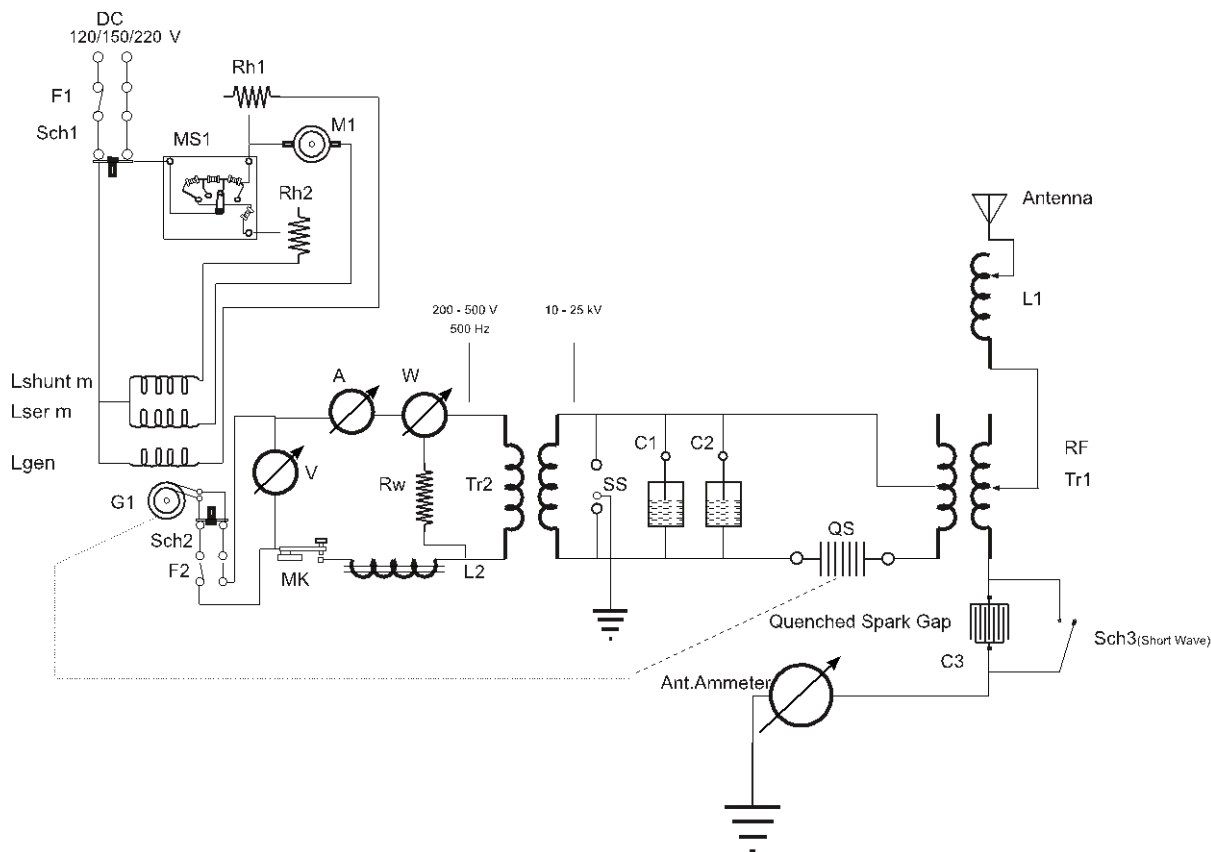 DC
120/150/220 V
F1
Sch1
Rh1
MS1
M1
Rh2
Antenna
L1
200 - 500 V
500 Hz
10 - 25 kV
Lshunt m
Lser m
Lgen
A
W
V
Rw
Tr2
SS
C1
C2
RF
Tr1
G1
Sch2
F2
MK
L2
QS
Quenched Spark Gap
C3
Sch3(Short Wave)
Ant.Ammeter